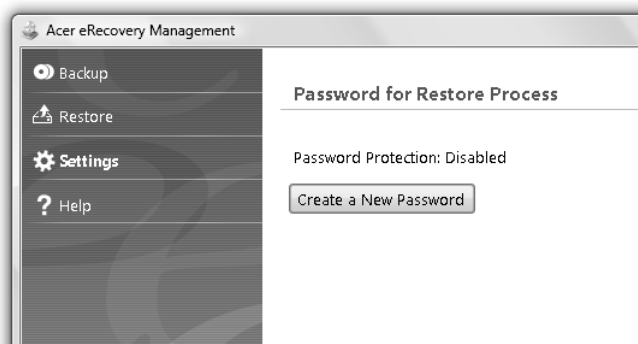 Acer eRecovery Management
Backup
Restore
Settings
Help
Password for Restore Process
Password Protection: Disabled
Create a New Password